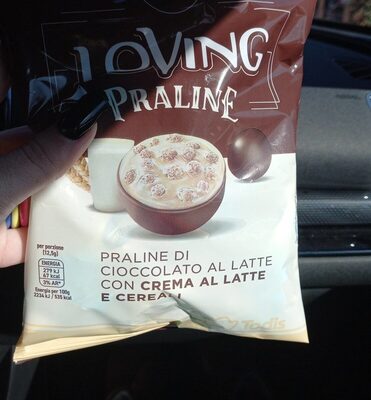 LOVING
PRALINE
per porzione
(12,5g)
ENERGIA
279 kJ
67 kcal
3% AR*
Energia per 100g
2234 kJ / 535 kcal
PRALINE DI
CIOCCOLATO AL LATTE
CON CREMA AL LATTE
E CEREALI
Todis